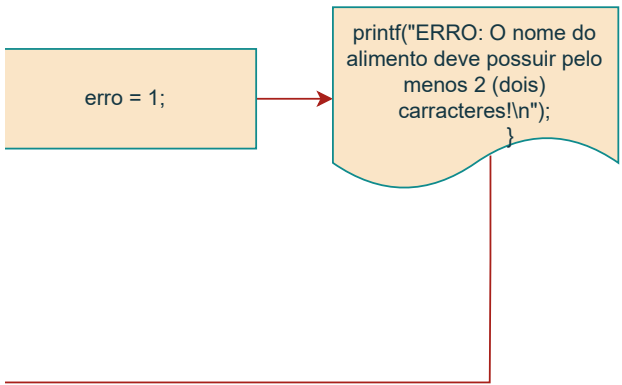 erro = 1;
printf("ERRO: O nome do
alimento deve possuir pelo
menos 2 (dois)
carracteres!\n");
}